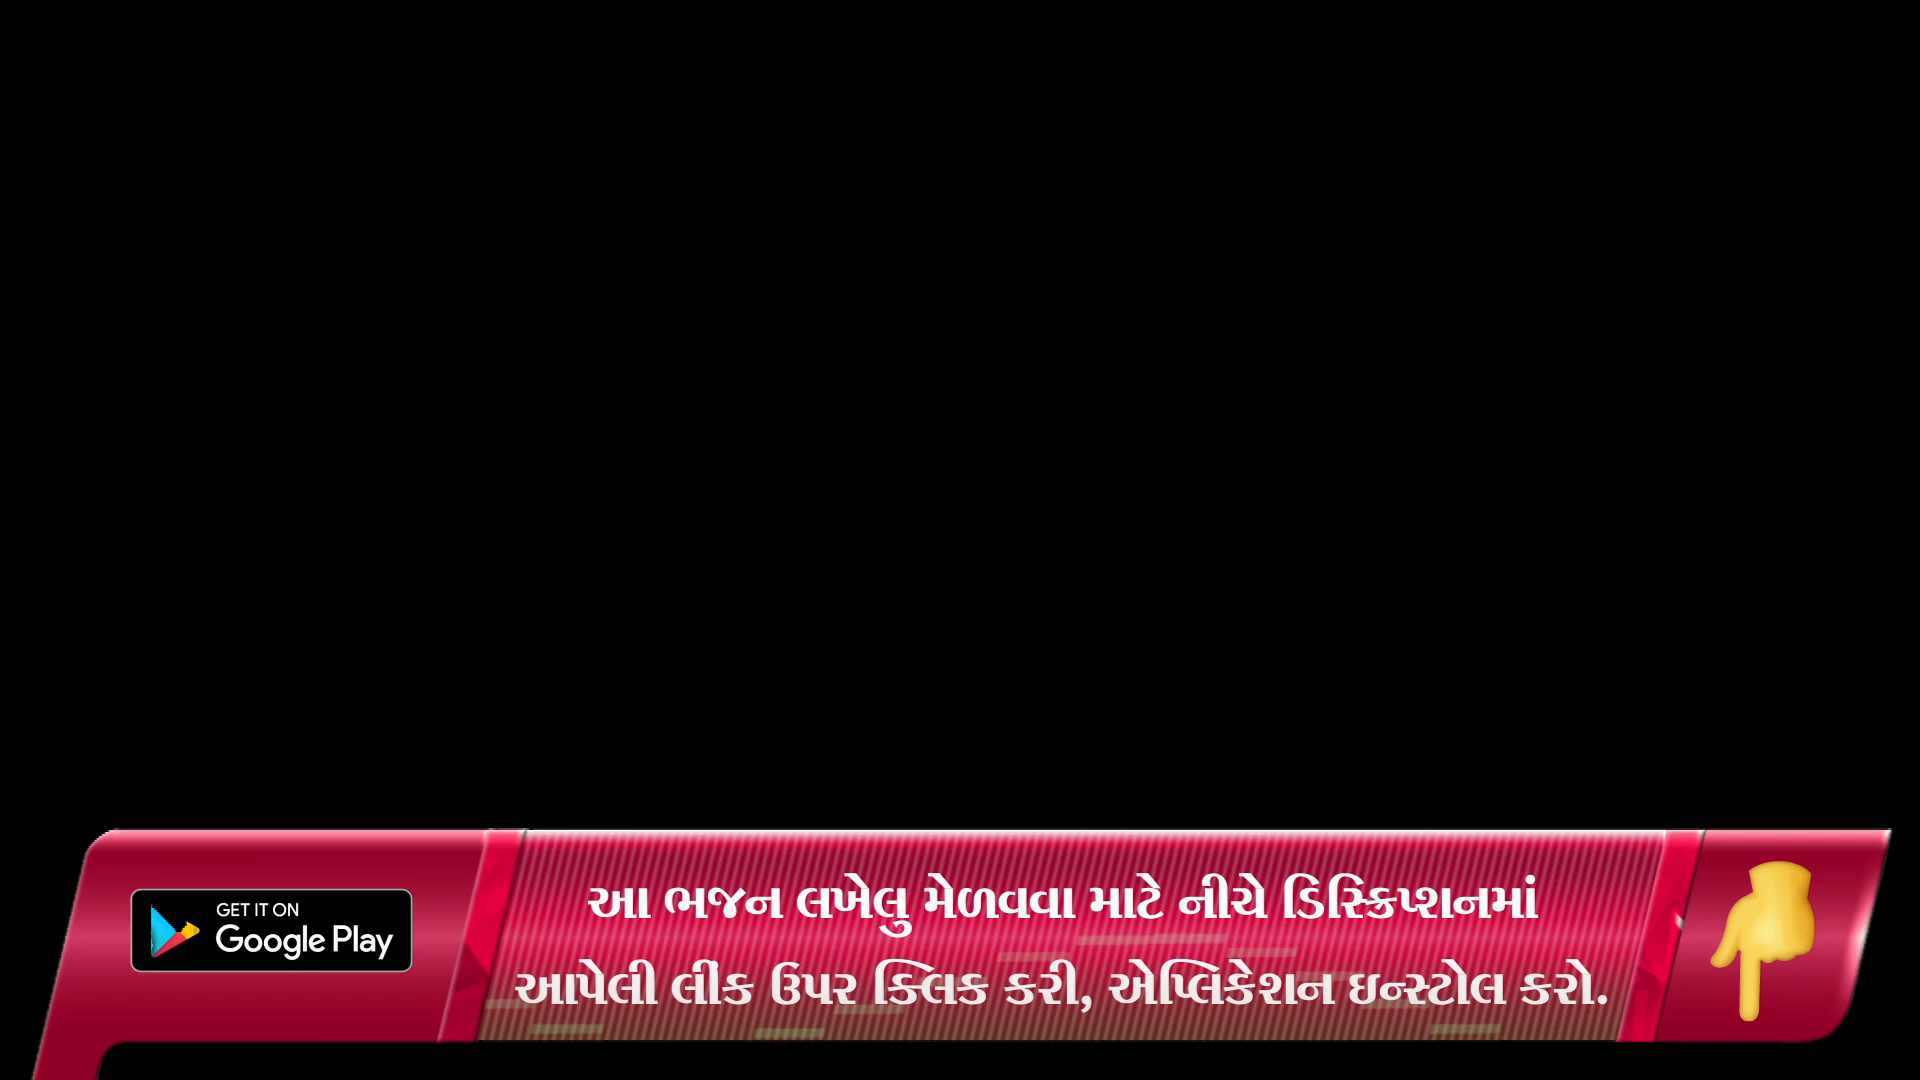 GET IT ON
Google Play
આ ભજન લખેલુ મેળવવા માટે નીચે ડિસ્ક્રિપ્શનમાં
આપેલી લીંક ઉપર ક્લિક કરી, એપ્લિકેશન ઇન્સ્ટોલ કરો.